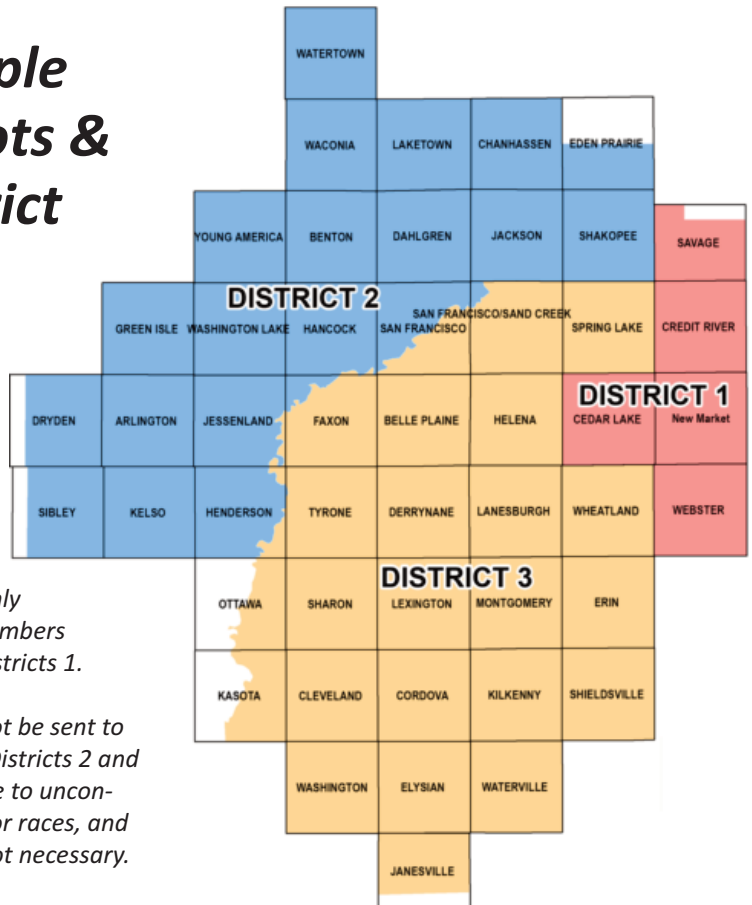 ple
ots &
rict
WATERTOWN
WACONIA LAKETOWN CHANHASSEN EDEN PRAIRIE
YOUNG AMERICA BENTON DAHLGREN JACKSON SHAKOPEE SAVAGE
DISTRICT 2
GREEN ISLE WASHINGTON LAKE HANCOCK SAN FRANCISCO SAN FRANCISCO/SAND CREEK SPRING LAKE CREDIT RIVER
DISTRICT 1
DRYDEN ARLINGTON JESSENLAND FAXON BELLE PLAINE HELENA CEDAR LAKE New Market
SIBLEY KELSO HENDERSON TYRONE DERRYNANE LANESBURGH WHEATLAND WEBSTER
DISTRICT 3
OTTAWA SHARON LEXINGTON MONTGOMERY ERIN
KASOTA CLEVELAND CORDOVA KILKENNY SHIELDSVILLE
WASHINGTON ELYSIAN WATERVILLE
JANESVILLE
ly
mbers
stricts 1.
ot be sent to
Districts 2 and
e to uncon-
or races, and
ot necessary.